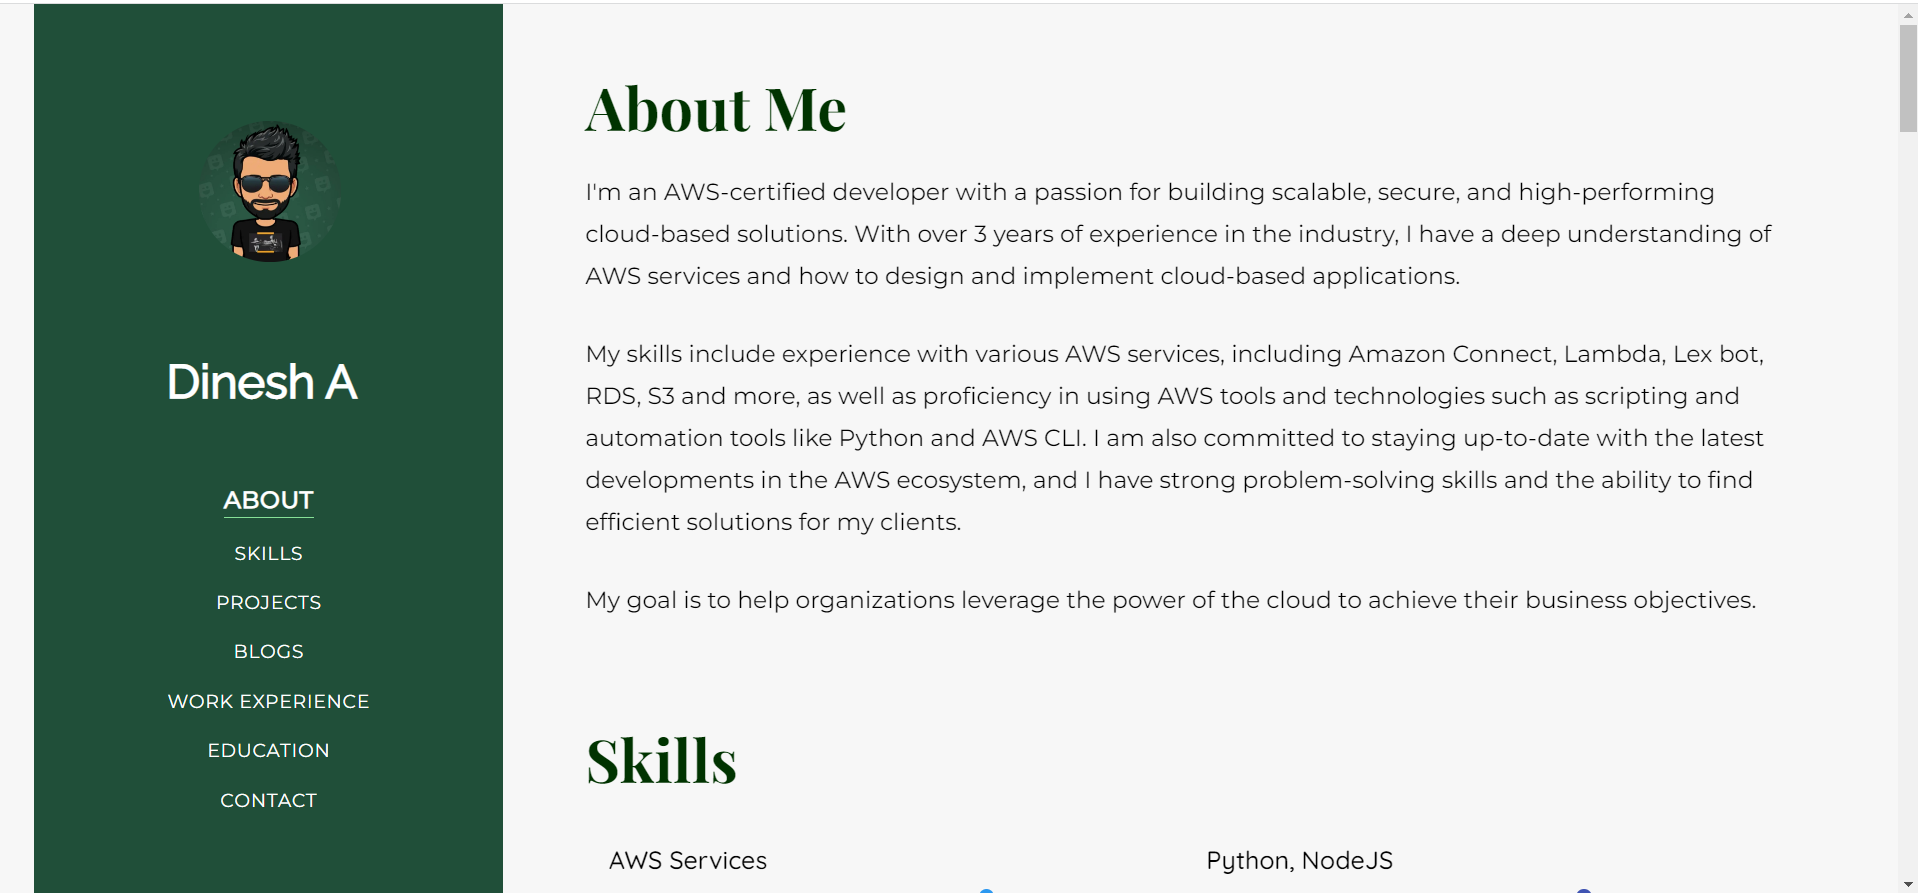 Dinesh A
ABOUT
SKILLS
PROJECTS
BLOGS
WORK EXPERIENCE
EDUCATION
CONTACT
About Me
I'm an AWS-certified developer with a passion for building scalable, secure, and high-performing
cloud-based solutions. With over 3 years of experience in the industry, I have a deep understanding of
AWS services and how to design and implement cloud-based applications.
My skills include experience with various AWS services, including Amazon Connect, Lambda, Lex bot,
RDS, S3 and more, as well as proficiency in using AWS tools and technologies such as scripting and
automation tools like Python and AWS CLI. I am also committed to staying up-to-date with the latest
developments in the AWS ecosystem, and I have strong problem-solving skills and the ability to find
efficient solutions for my clients.
My goal is to help organizations leverage the power of the cloud to achieve their business objectives.
Skills
AWS Services
Python, NodeJS